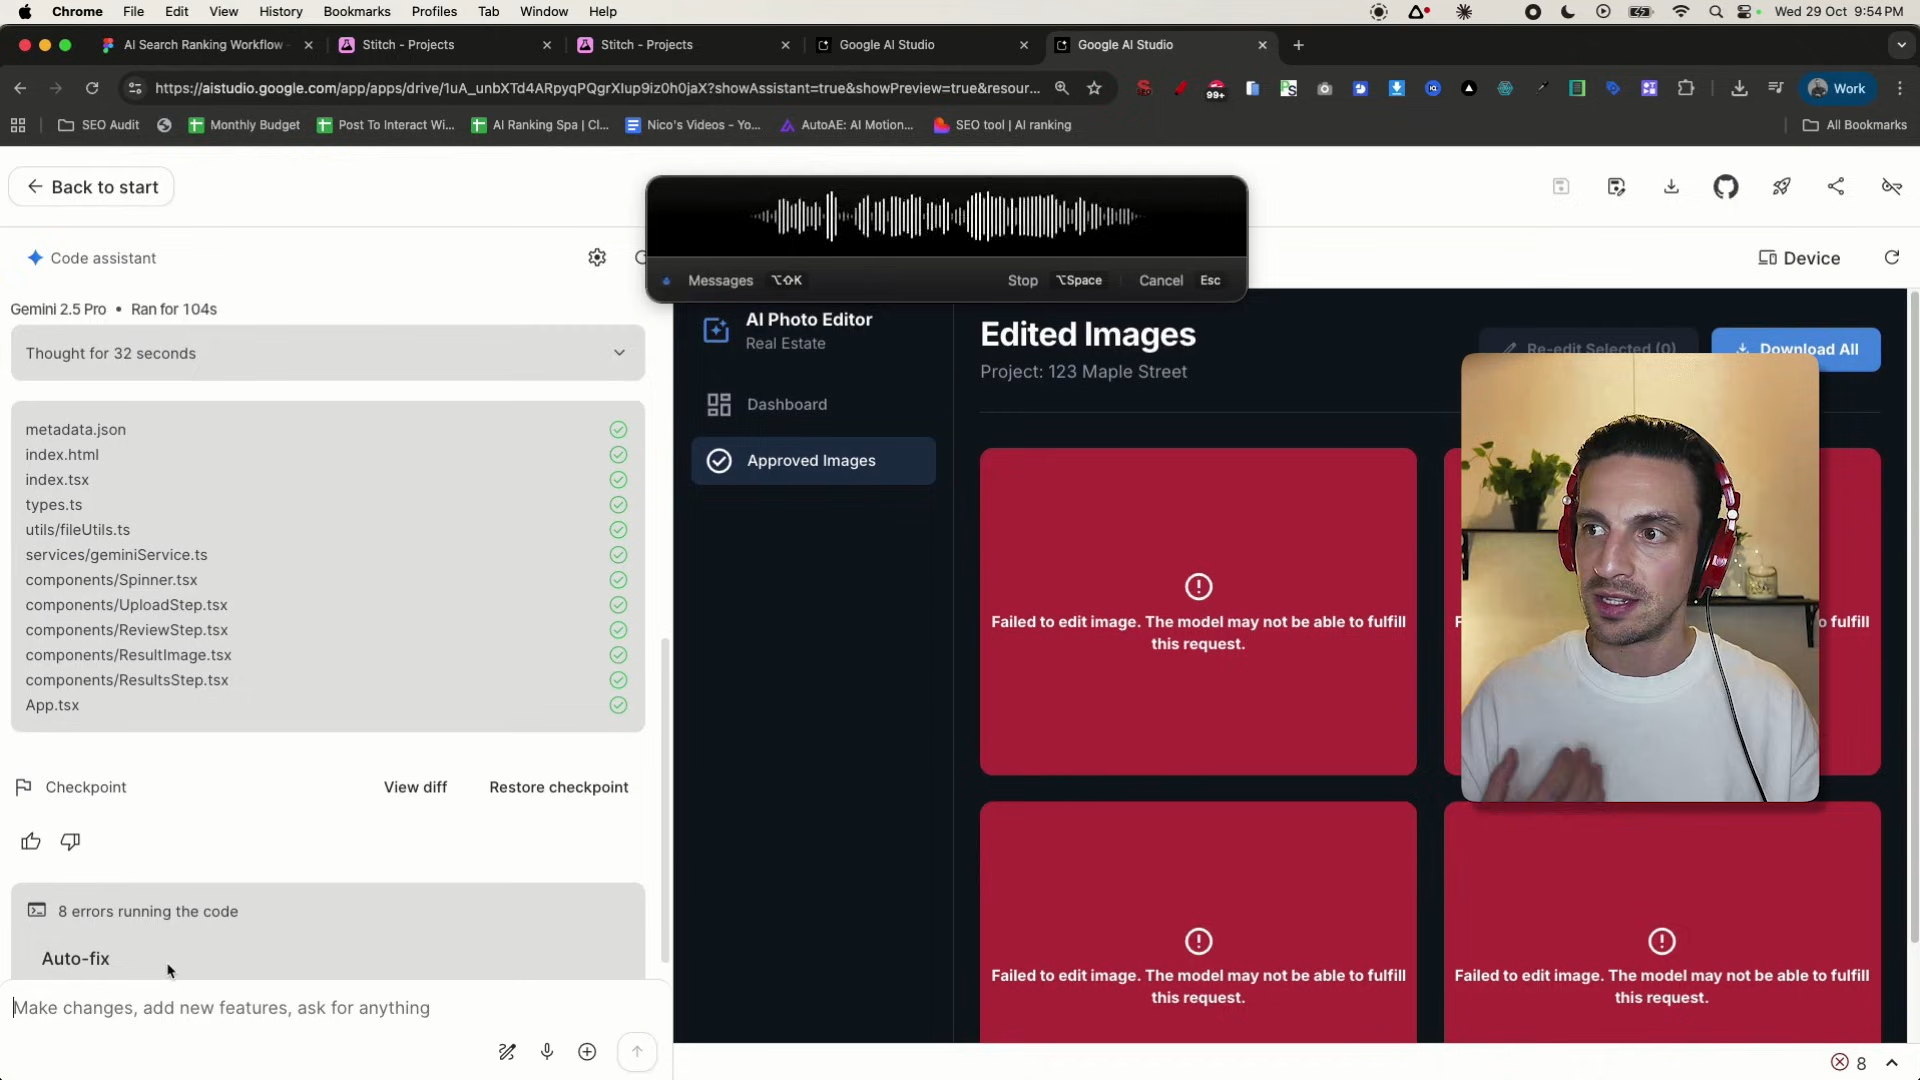 Chrome File Edit View History Bookmarks Profiles Tab Window Help
Wed 29 Oct 9:54 PM
AI Search Ranking Workflow
Stitch - Projects
Stitch - Projects
Google AI Studio
Google AI Studio
https://aistudio.google.com/app/apps/drive/1uA_unbXTd4ARpyqPQgrXIup9iz0h0jaX?showAssistant=true&showPreview=true&resour...
99+
Work
SEO Audit
Monthly Budget
Post To Interact Wi...
AI Ranking Spa | Cl...
Nico's Videos - Yo...
AutoAE: AI Motion...
SEO tool | AI ranking
All Bookmarks
Back to start
Code assistant
Device
Messages ⌥⇧K
Stop ⌥Space
Cancel Esc
Gemini 2.5 Pro • Ran for 104s
Thought for 32 seconds
metadata.json
index.html
index.tsx
types.ts
utils/fileUtils.ts
services/geminiService.ts
components/Spinner.tsx
components/UploadStep.tsx
components/ReviewStep.tsx
components/ResultImage.tsx
components/ResultsStep.tsx
App.tsx
Checkpoint
View diff
Restore checkpoint
8 errors running the code
Auto-fix
Make changes, add new features, ask for anything
AI Photo Editor
Real Estate
Dashboard
Approved Images
Edited Images
Project: 123 Maple Street
Re-edit Selected (0)
Download All
Failed to edit image. The model may not be able to fulfill
this request.
F
o fulfill
Failed to edit image. The model may not be able to fulfill
this request.
Failed to edit image. The model may not be able to fulfill
this request.
8